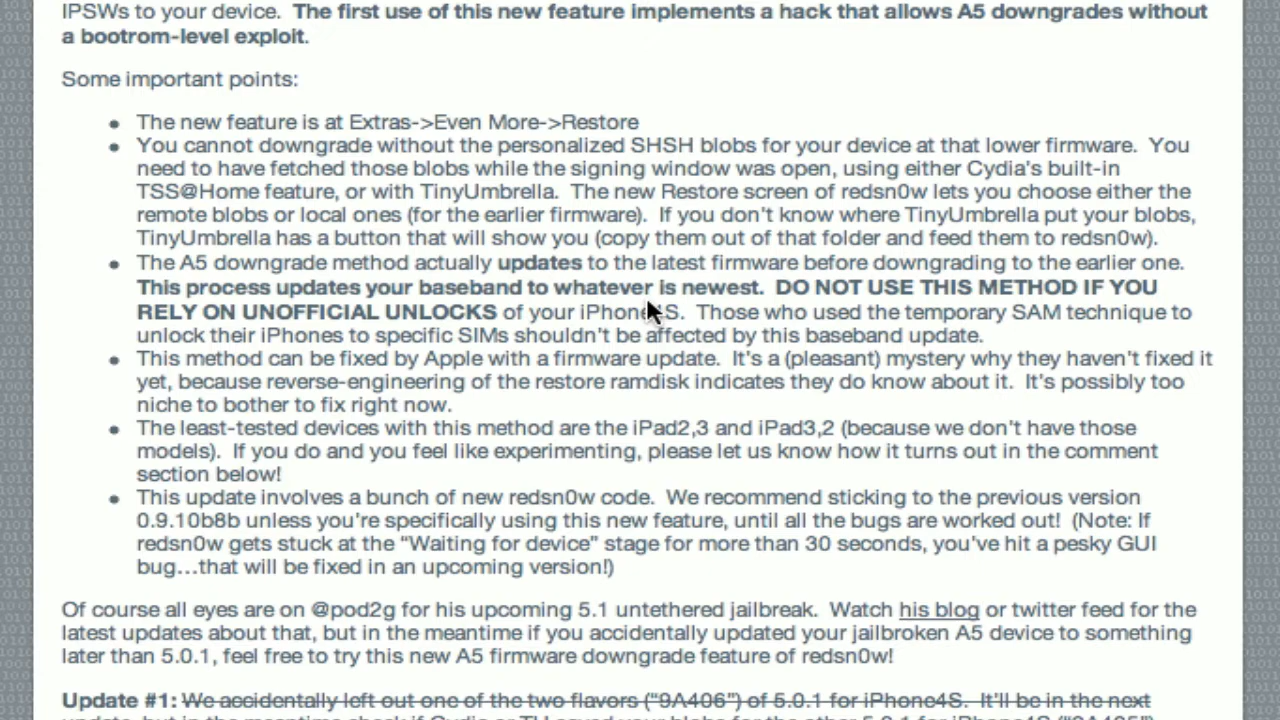 IPSWs to your device.  The first use of this new feature implements a hack that allows A5 downgrades without
a bootrom-level exploit.
Some important points:
The new feature is at Extras->Even More->Restore
You cannot downgrade without the personalized SHSH blobs for your device at that lower firmware.  You
need to have fetched those blobs while the signing window was open, using either Cydia's built-in
TSS@Home feature, or with TinyUmbrella.  The new Restore screen of redsn0w lets you choose either the
remote blobs or local ones (for the earlier firmware).  If you don't know where TinyUmbrella put your blobs,
TinyUmbrella has a button that will show you (copy them out of that folder and feed them to redsn0w).
The A5 downgrade method actually updates to the latest firmware before downgrading to the earlier one.
This process updates your baseband to whatever is newest.  DO NOT USE THIS METHOD IF YOU
RELY ON UNOFFICIAL UNLOCKS of your iPhone4S.  Those who used the temporary SAM technique to
unlock their iPhones to specific SIMs shouldn't be affected by this baseband update.
This method can be fixed by Apple with a firmware update.  It's a (pleasant) mystery why they haven't fixed it
yet, because reverse-engineering of the restore ramdisk indicates they do know about it.  It's possibly too
niche to bother to fix right now.
The least-tested devices with this method are the iPad2,3 and iPad3,2 (because we don't have those
models).  If you do and you feel like experimenting, please let us know how it turns out in the comment
section below!
This update involves a bunch of new redsn0w code.  We recommend sticking to the previous version
0.9.10b8b unless you're specifically using this new feature, until all the bugs are worked out!  (Note: If
redsn0w gets stuck at the "Waiting for device" stage for more than 30 seconds, you've hit a pesky GUI
bug…that will be fixed in an upcoming version!)
Of course all eyes are on @pod2g for his upcoming 5.1 untethered jailbreak.  Watch his blog or twitter feed for the
latest updates about that, but in the meantime if you accidentally updated your jailbroken A5 device to something
later than 5.0.1, feel free to try this new A5 firmware downgrade feature of redsn0w!
Update #1: We accidentally left out one of the two flavors ("9A406") of 5.0.1 for iPhone4S.  It'll be in the next